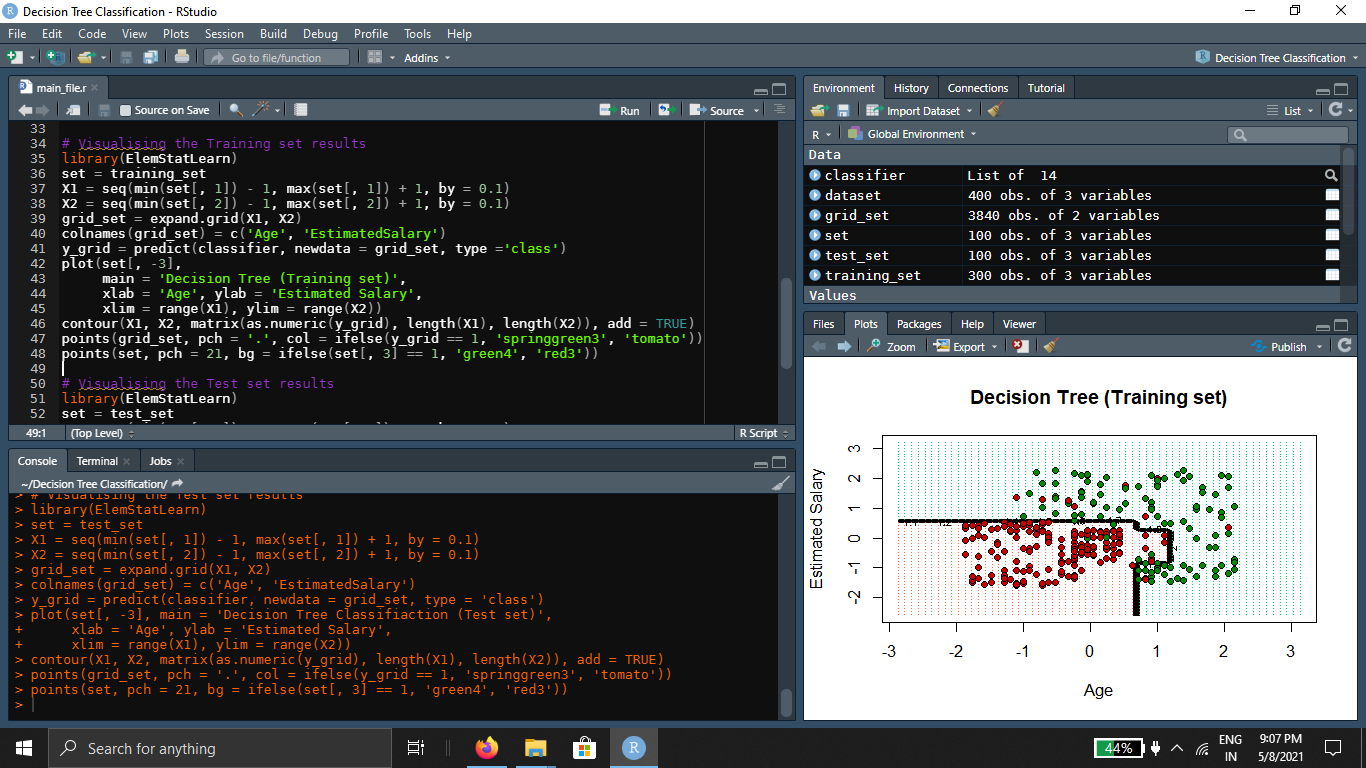 Decision Tree Classification - RStudio
File Edit Code View Plots Session Build Debug Profile Tools Help
Go to file/function Addins Decision Tree Classification
main_file.r
Source on Save Run Source
33
34 # Visualising the Training set results
35 library(ElemStatLearn)
36 set = training_set
37 X1 = seq(min(set[, 1]) - 1, max(set[, 1]) + 1, by = 0.1)
38 X2 = seq(min(set[, 2]) - 1, max(set[, 2]) + 1, by = 0.1)
39 grid_set = expand.grid(X1, X2)
40 colnames(grid_set) = c('Age', 'EstimatedSalary')
41 y_grid = predict(classifier, newdata = grid_set, type ='class')
42 plot(set[, -3],
43 main = 'Decision Tree (Training set)',
44 xlab = 'Age', ylab = 'Estimated Salary',
45 xlim = range(X1), ylim = range(X2))
46 contour(X1, X2, matrix(as.numeric(y_grid), length(X1), length(X2)), add = TRUE)
47 points(grid_set, pch = '.', col = ifelse(y_grid == 1, 'springgreen3', 'tomato'))
48 points(set, pch = 21, bg = ifelse(set[, 3] == 1, 'green4', 'red3'))
49
50 # Visualising the Test set results
51 library(ElemStatLearn)
52 set = test_set
49:1 (Top Level) R Script
Console Terminal Jobs
~/Decision Tree Classification/
> # Visualising the Test set results
> library(ElemStatLearn)
> set = test_set
> X1 = seq(min(set[, 1]) - 1, max(set[, 1]) + 1, by = 0.1)
> X2 = seq(min(set[, 2]) - 1, max(set[, 2]) + 1, by = 0.1)
> grid_set = expand.grid(X1, X2)
> colnames(grid_set) = c('Age', 'EstimatedSalary')
> y_grid = predict(classifier, newdata = grid_set, type = 'class')
> plot(set[, -3], main = 'Decision Tree Classifiaction (Test set)',
+ xlab = 'Age', ylab = 'Estimated Salary',
+ xlim = range(X1), ylim = range(X2))
> contour(X1, X2, matrix(as.numeric(y_grid), length(X1), length(X2)), add = TRUE)
> points(grid_set, pch = '.', col = ifelse(y_grid == 1, 'springgreen3', 'tomato'))
> points(set, pch = 21, bg = ifelse(set[, 3] == 1, 'green4', 'red3'))
>
Environment History Connections Tutorial
Import Dataset List
R Global Environment
Data
classifier List of 14
dataset 400 obs. of 3 variables
grid_set 3840 obs. of 2 variables
set 100 obs. of 3 variables
test_set 100 obs. of 3 variables
training_set 300 obs. of 3 variables
Values
Files Plots Packages Help Viewer
Zoom Export Publish
Decision Tree (Training set)
Estimated Salary
3
2
1
0
-1
-2
-3 -2 -1 0 1 2 3
Age
Search for anything
R
44%
ENG
IN
9:07 PM
5/8/2021